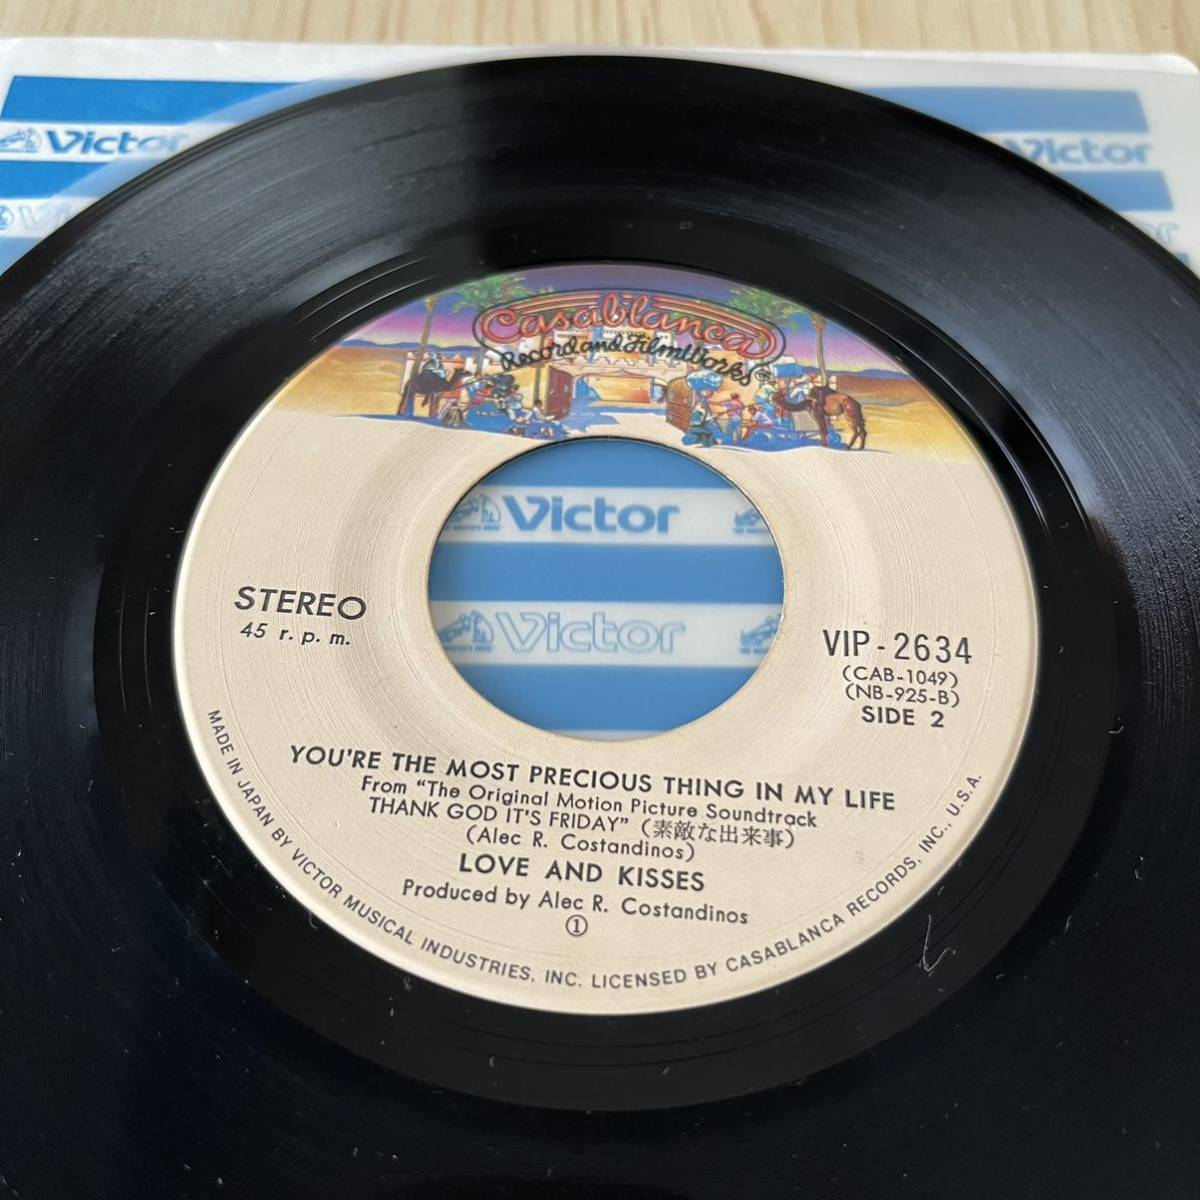 Victor
Victor
Victor
Victor
Casablanca
Record and FilmWorks
Victor
Victor
STEREO
45 r.p.m.
VIP-2634
(CAB-1049)
(NB-925-B)
SIDE 2
YOU'RE THE MOST PRECIOUS THING IN MY LIFE
From "The Original Motion Picture Soundtrack
THANK GOD IT'S FRIDAY" (素敵な出来事)
(Alec R. Costandinos)
LOVE AND KISSES
Produced by Alec R. Costandinos
①
MADE IN JAPAN BY VICTOR MUSICAL INDUSTRIES, INC. LICENSED BY CASABLANCA RECORDS, INC., U.S.A.